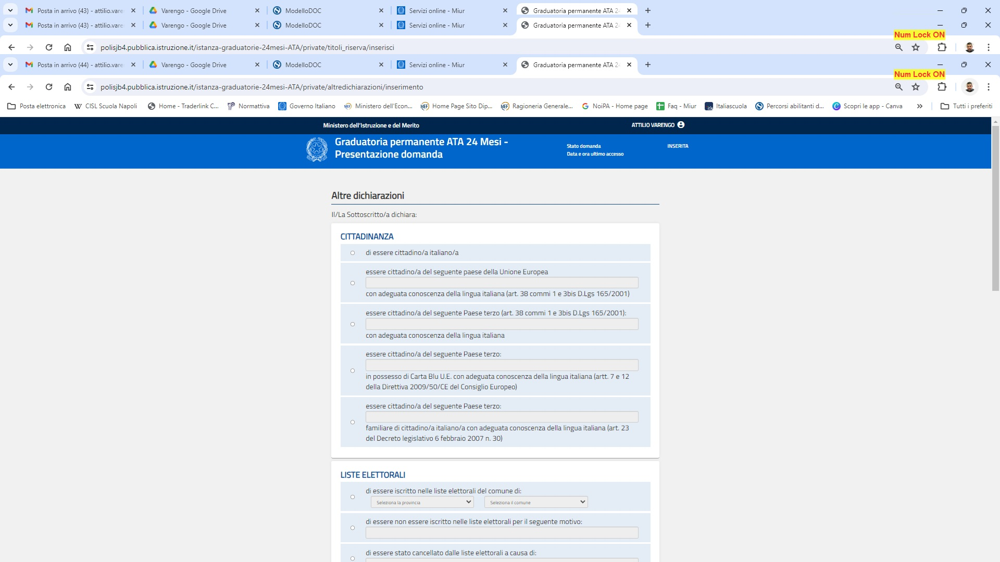 Posta in arrivo (43) - attilio.vare
Varengo - Google Drive
ModelloDOC
Servizi online - Miur
Graduatoria permanente ATA 2
Posta in arrivo (43) - attilio.vare
Varengo - Google Drive
ModelloDOC
Servizi online - Miur
Graduatoria permanente ATA 2
Num Lock ON
polisjb4.pubblica.istruzione.it/istanza-graduatorie-24mesi-ATA/private/titoli_riserva/inserisci
Posta in arrivo (44) - attilio.vare
Varengo - Google Drive
ModelloDOC
Servizi online - Miur
Graduatoria permanente ATA 2
Num Lock ON
polisjb4.pubblica.istruzione.it/istanza-graduatorie-24mesi-ATA/private/altredichiarazioni/inserimento
Posta elettronica
CISL Scuola Napoli
Home - Traderlink C...
Normattiva
Governo Italiano
Ministero dell'Econ...
Home Page Sito Dip...
Ragioneria Generale...
NoiPA - Home page
Faq - Miur
Italiascuola
Percorsi abilitanti d...
Scopri le app - Canva
Tutti i preferiti
Ministero dell'Istruzione e del Merito
ATTILIO VARENGO
Graduatoria permanente ATA 24 Mesi -
Presentazione domanda
Stato domanda
INSERITA
Data e ora ultimo accesso
Altre dichiarazioni
Il/La Sottoscritto/a dichiara:
CITTADINANZA
di essere cittadino/a italiano/a
essere cittadino/a del seguente paese della Unione Europea
con adeguata conoscenza della lingua italiana (art. 38 commi 1 e 3bis D.Lgs 165/2001)
essere cittadino/a del seguente Paese terzo (art. 38 commi 1 e 3bis D.Lgs 165/2001):
con adeguata conoscenza della lingua italiana
essere cittadino/a del seguente Paese terzo:
in possesso di Carta Blu U.E. con adeguata conoscenza della lingua italiana (artt. 7 e 12
della Direttiva 2009/50/CE del Consiglio Europeo)
essere cittadino/a del seguente Paese terzo:
familiare di cittadino/a italiano/a con adeguata conoscenza della lingua italiana (art. 23
del Decreto legislativo 6 febbraio 2007 n. 30)
LISTE ELETTORALI
di essere iscritto nelle liste elettorali del comune di:
Seleziona la provincia
Seleziona il comune
di essere non essere iscritto nelle liste elettorali per il seguente motivo:
di essere stato cancellato dalle liste elettorali a causa di: